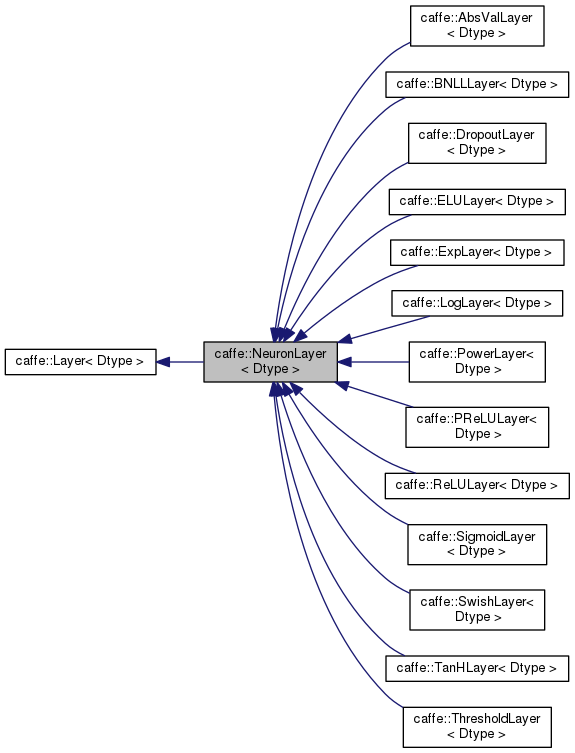 caffe::AbsValLayer
< Dtype >
caffe::BNLLLayer< Dtype >
caffe::DropoutLayer
< Dtype >
caffe::ELULayer< Dtype >
caffe::ExpLayer< Dtype >
caffe::LogLayer< Dtype >
caffe::Layer< Dtype >
caffe::NeuronLayer
< Dtype >
caffe::PowerLayer<
Dtype >
caffe::PReLULayer<
Dtype >
caffe::ReLULayer< Dtype >
caffe::SigmoidLayer
< Dtype >
caffe::SwishLayer<
Dtype >
caffe::TanHLayer< Dtype >
caffe::ThresholdLayer
< Dtype >